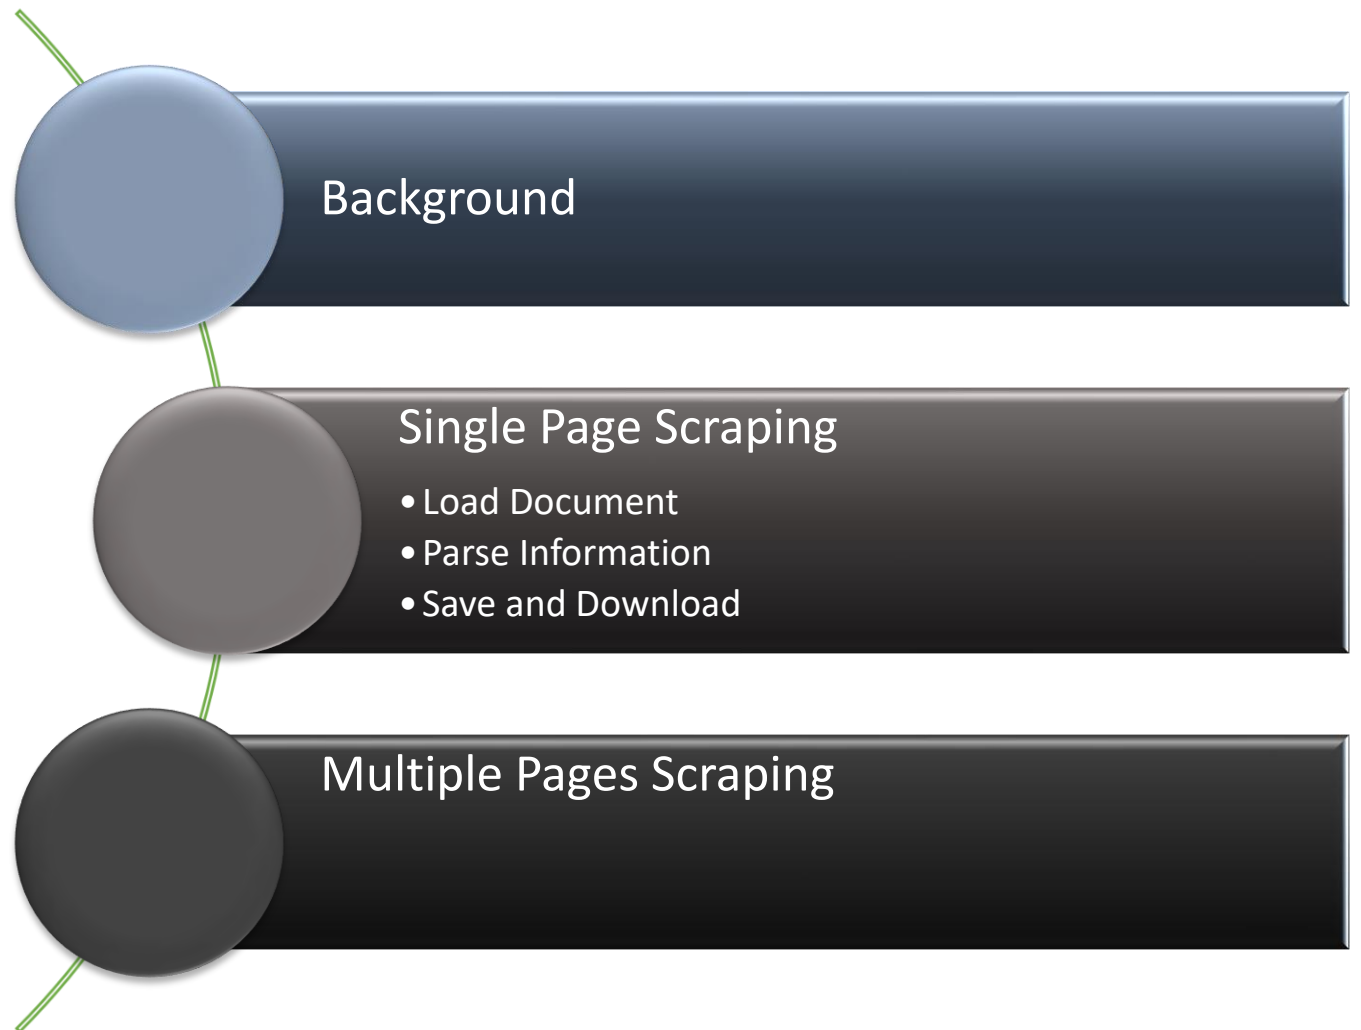 Background
Single Page Scraping
•Load Document
•Parse Information
•Save and Download
Multiple Pages Scraping